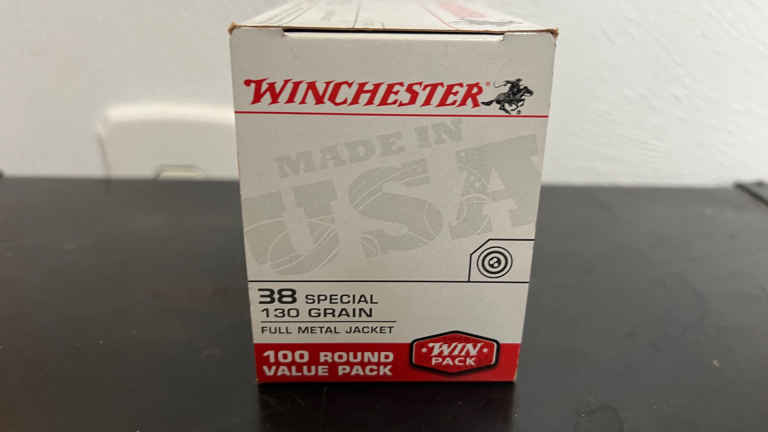 WINCHESTER
MADE IN
USA
38 SPECIAL
130 GRAIN
FULL METAL JACKET
100 ROUND
VALUE PACK
WIN
PACK